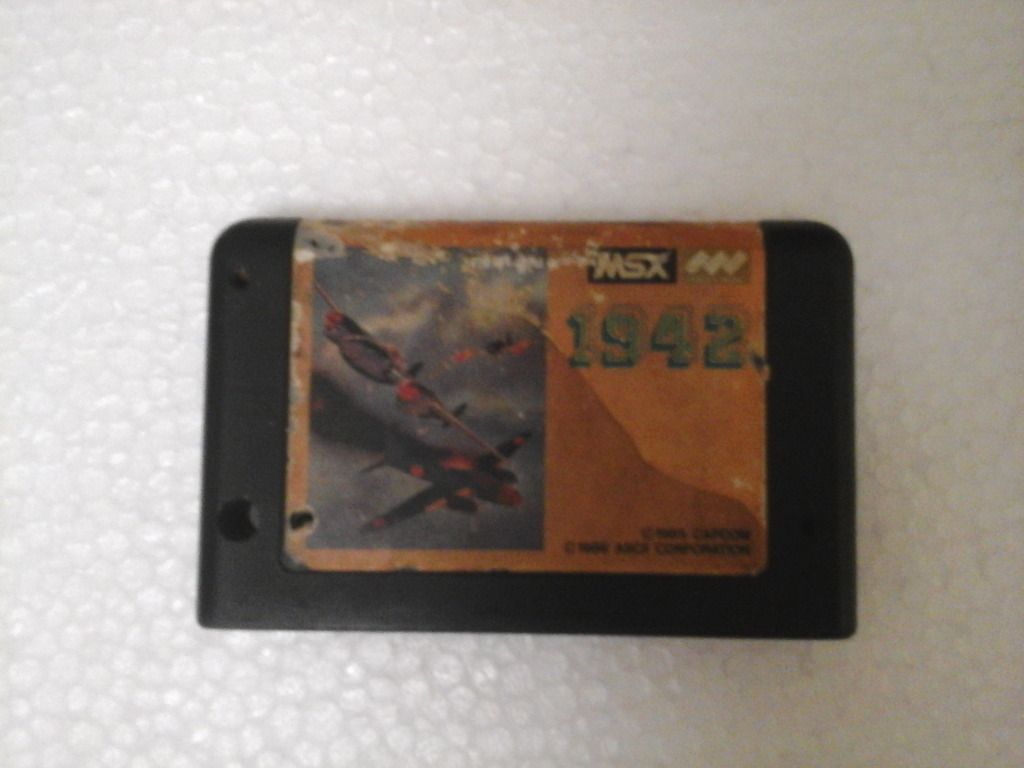 MSX
1942
©1985 CAPCOM
©1986 ASCII CORPORATION